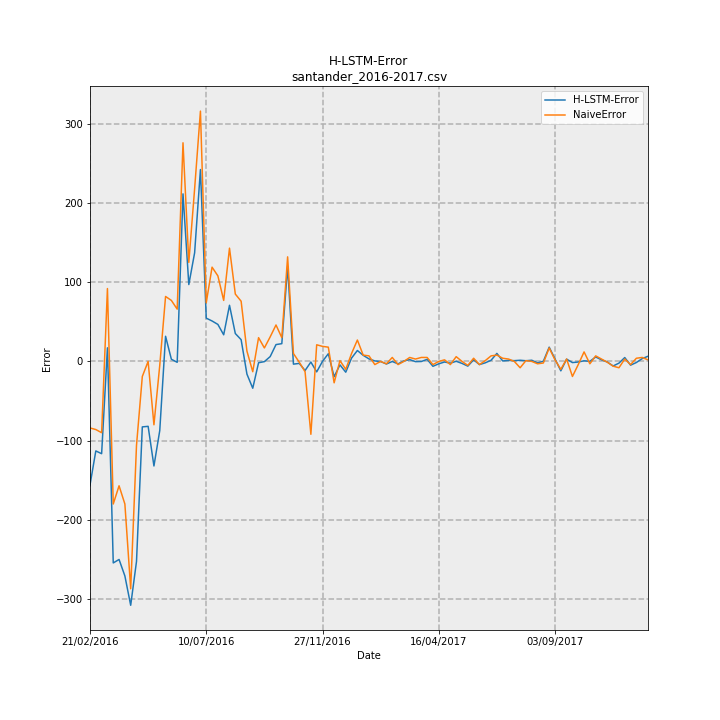 H-LSTM-Error
santander_2016-2017.csv
H-LSTM-Error
NaiveError
300
200
100
0
−100
−200
−300
Error
21/02/2016
10/07/2016
27/11/2016
16/04/2017
03/09/2017
Date